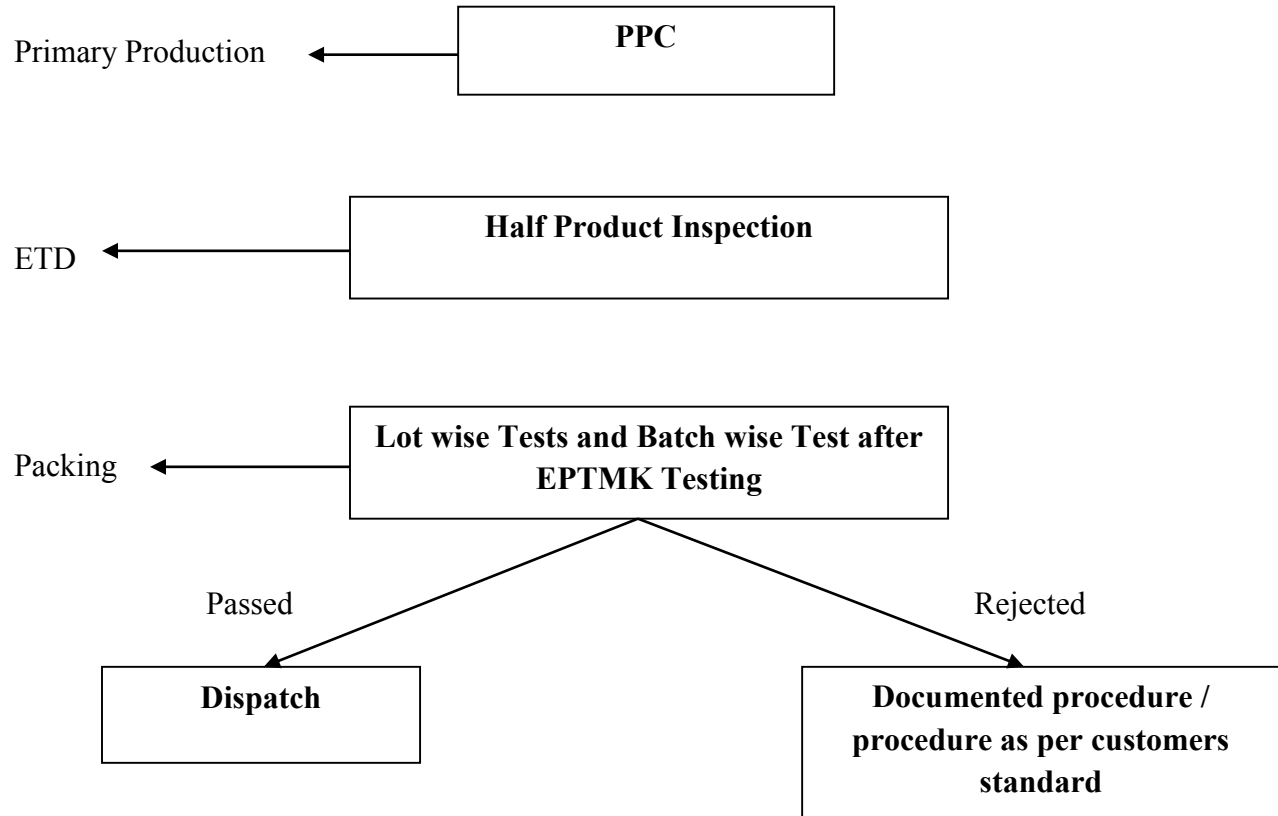 PPC
Primary Production
Half Product Inspection
ETD
Lot wise Tests and Batch wise Test after
EPTMK Testing
Packing
Passed
Rejected
Dispatch
Documented procedure /
procedure as per customers
standard